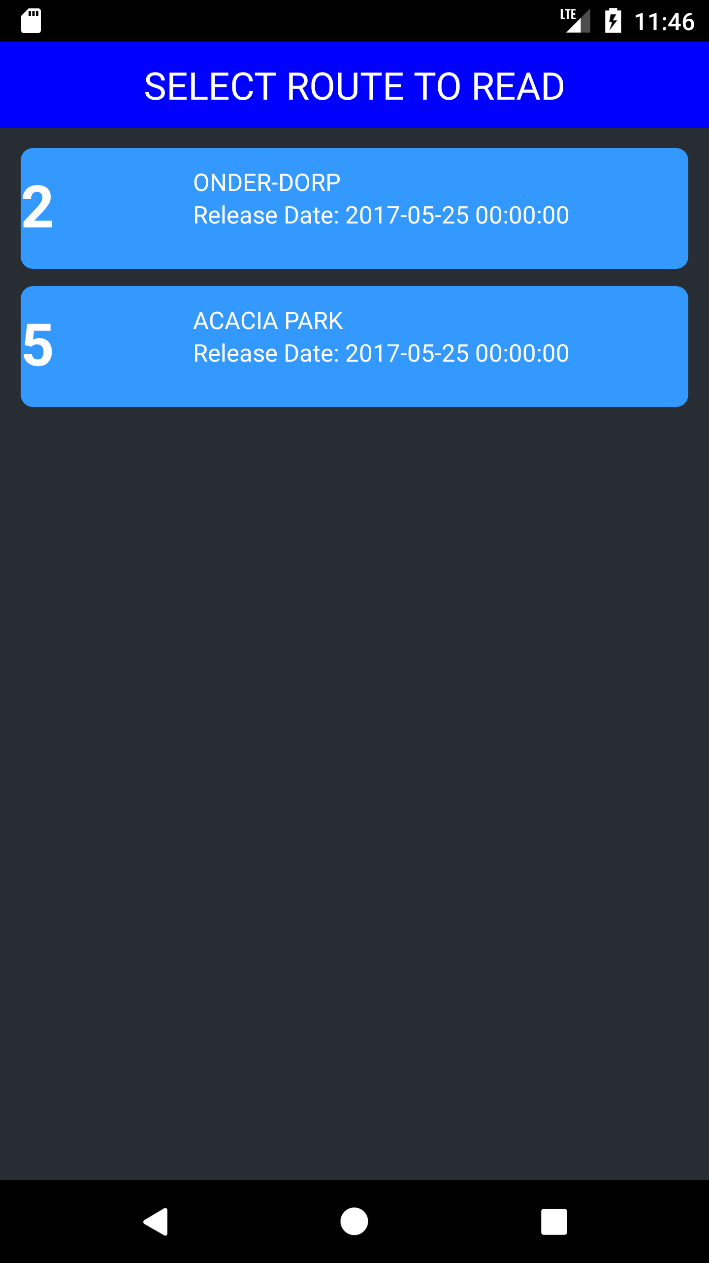 LTE 11:46
SELECT ROUTE TO READ
2
ONDER-DORP
Release Date: 2017-05-25 00:00:00
5
ACACIA PARK
Release Date: 2017-05-25 00:00:00